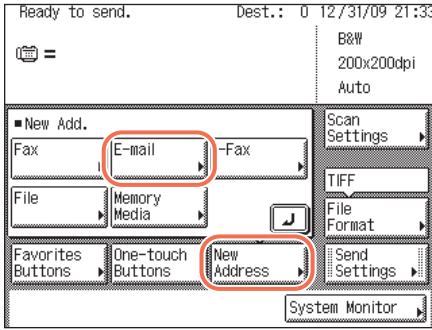 Ready to send. Dest.: 0 12/31/09 21:33
B&W
200x200dpi
Auto
=
■New Add.
Fax
E-mail
-Fax
File
Memory
Media
Scan
Settings
TIFF
File
Format
Favorites
Buttons
One-touch
Buttons
New
Address
Send
Settings
System Monitor